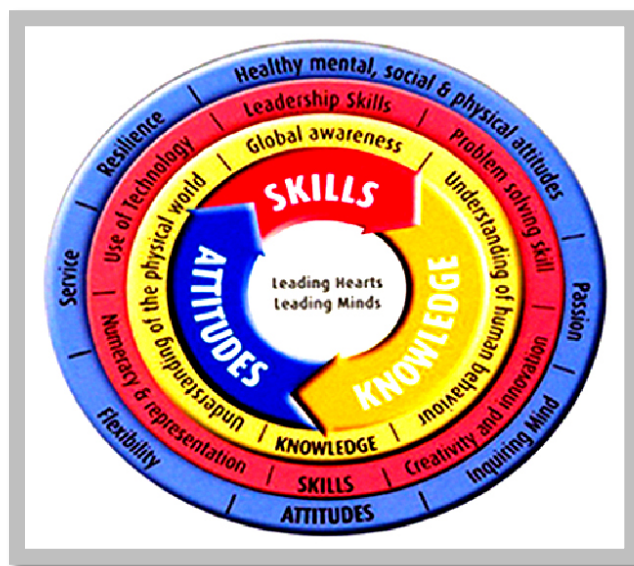 Healthy mental, social & physical attitudes
Passion
Inquiring Mind
ATTITUDES
Flexibility
Service
Resilience
Leadership Skills
Problem solving skill
Creativity and innovation
SKILLS
Numeracy & representation
Use of Technology
Global awareness
Understanding of human behaviour
KNOWLEDGE
Understanding of the physical world
SKILLS
KNOWLEDGE
ATTITUDES
Leading Hearts
Leading Minds